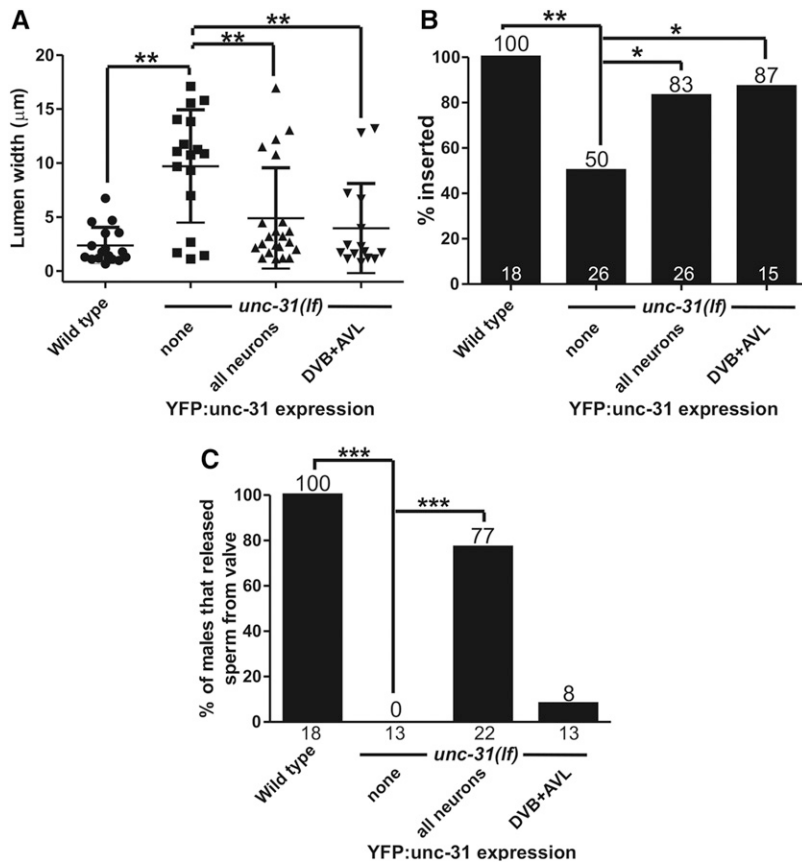 A
**
**
**
Lumen width (μm)
20
15
10
5
0
Wild type
none
all neurons
DVB+AVL
unc-31(lf)
YFP:unc-31 expression
B
**
*
*
% inserted
100
80
60
40
20
0
100
50
83
87
18
26
26
15
Wild type
none
all neurons
DVB+AVL
unc-31(lf)
YFP:unc-31 expression
C
***
***
% of males that released
sperm from valve
100
80
60
40
20
0
100
0
77
8
18
13
22
13
Wild type
none
all neurons
DVB+AVL
unc-31(lf)
YFP:unc-31 expression